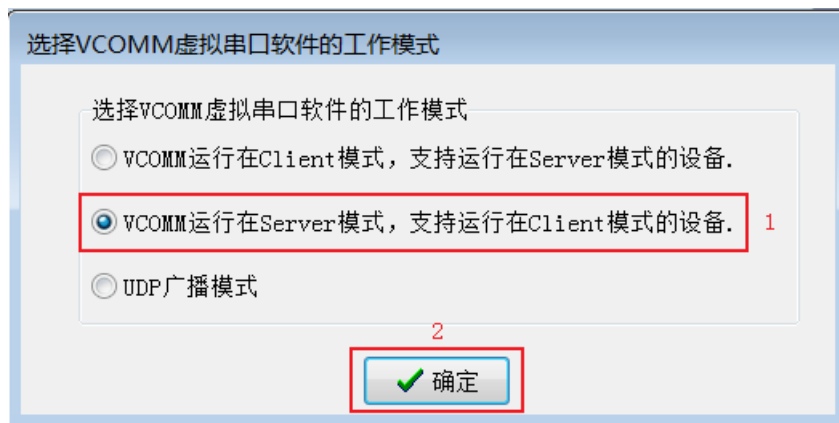 选择VCOMM虚拟串口软件的工作模式
选择VCOMM虚拟串口软件的工作模式
VCOMM运行在Client模式，支持运行在Server模式的设备.
VCOMM运行在Server模式，支持运行在Client模式的设备. 1
UDP广播模式
2
确定